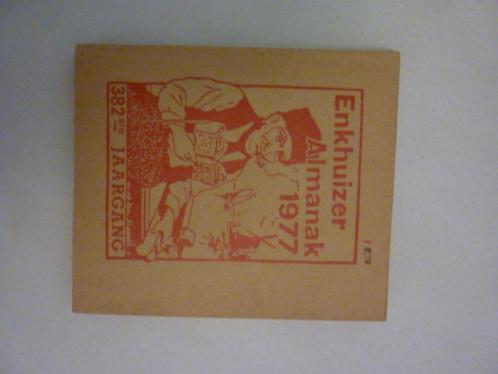 Enkhuizer
Almanak
1977
382ste JAARGANG